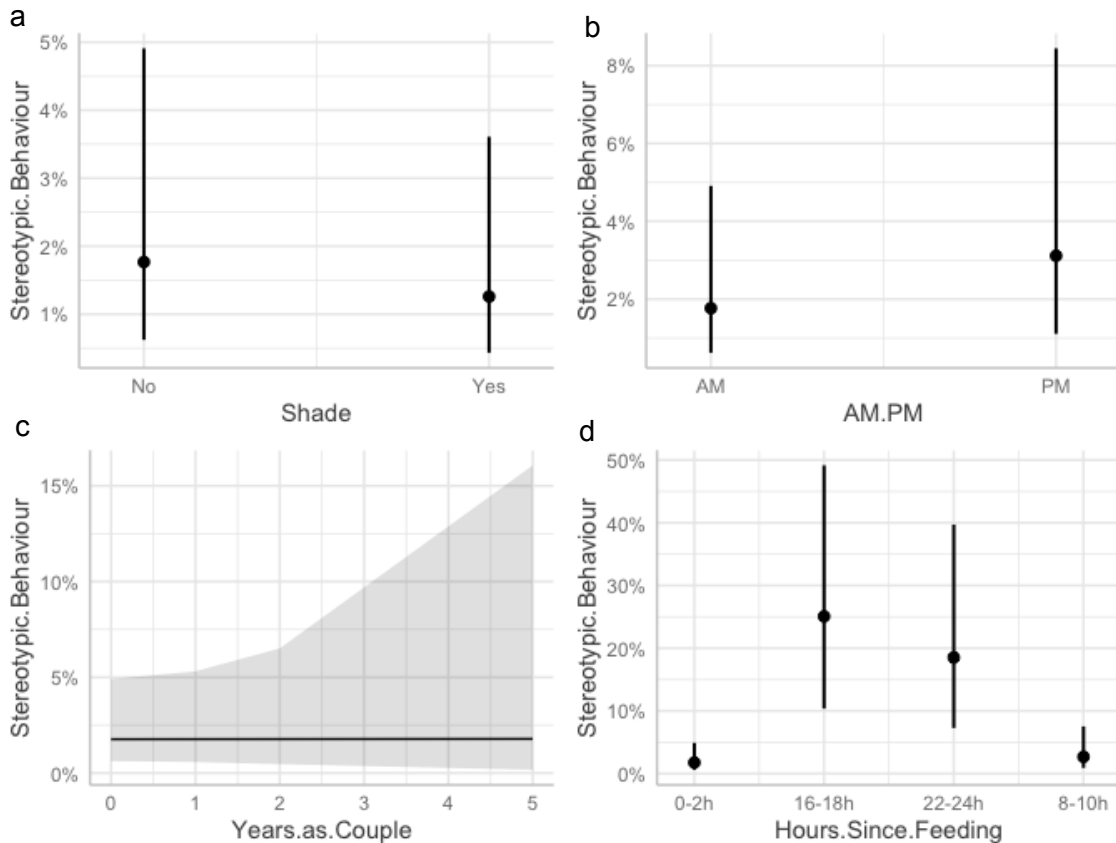 a
5%
4%
3%
2%
1%
Stereotypic.Behaviour
No
Yes
Shade
b
8%
6%
4%
2%
Stereotypic.Behaviour
AM
PM
AM.PM
c
15%
10%
5%
0%
Stereotypic.Behaviour
0 1 2 3 4 5
Years.as.Couple
d
50%
40%
30%
20%
10%
0%
Stereotypic.Behaviour
0-2h 16-18h 22-24h 8-10h
Hours.Since.Feeding